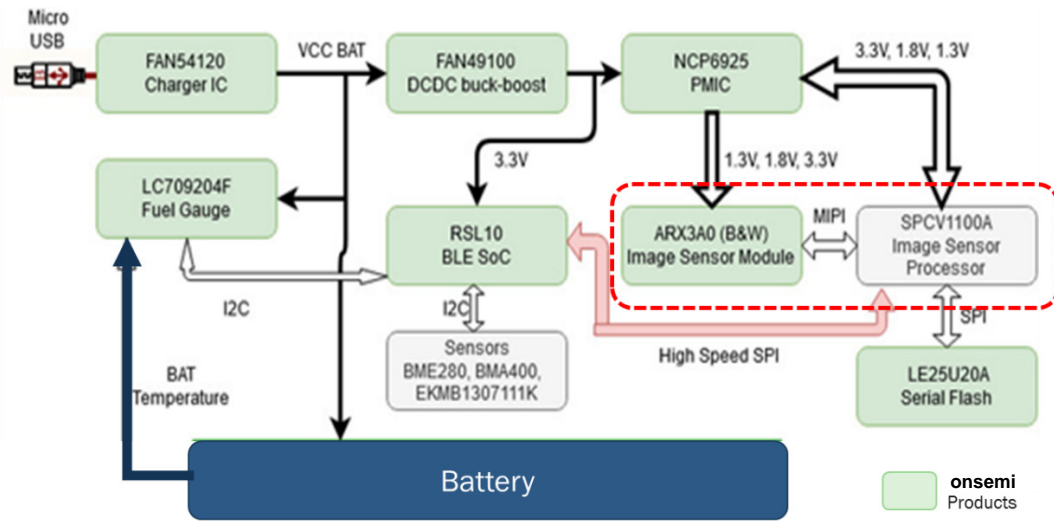 Micro
USB
FAN54120
Charger IC
VCC BAT
FAN49100
DCDC buck-boost
NCP6925
PMIC
3.3V, 1.8V, 1.3V
3.3V
1.3V, 1.8V, 3.3V
LC709204F
Fuel Gauge
RSL10
BLE SoC
ARX3A0 (B&W)
Image Sensor Module
MIPI
SPCV1100A
Image Sensor
Processor
I2C
I2C
SPI
Sensors
BME280, BMA400,
EKMB1307111K
High Speed SPI
LE25U20A
Serial Flash
BAT
Temperature
Battery
onsemi
Products